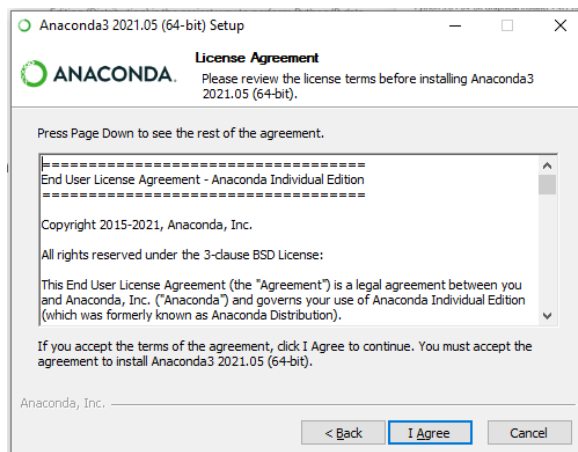 Anaconda3 2021.05 (64-bit) Setup
ANACONDA.
License Agreement
Please review the license terms before installing Anaconda3
2021.05 (64-bit).
Press Page Down to see the rest of the agreement.
===================================
End User License Agreement - Anaconda Individual Edition
===================================
Copyright 2015-2021, Anaconda, Inc.
All rights reserved under the 3-clause BSD License:
This End User License Agreement (the "Agreement") is a legal agreement between you
and Anaconda, Inc. ("Anaconda") and governs your use of Anaconda Individual Edition
(which was formerly known as Anaconda Distribution).
If you accept the terms of the agreement, click I Agree to continue. You must accept the
agreement to install Anaconda3 2021.05 (64-bit).
Anaconda, Inc.
< Back
I Agree
Cancel